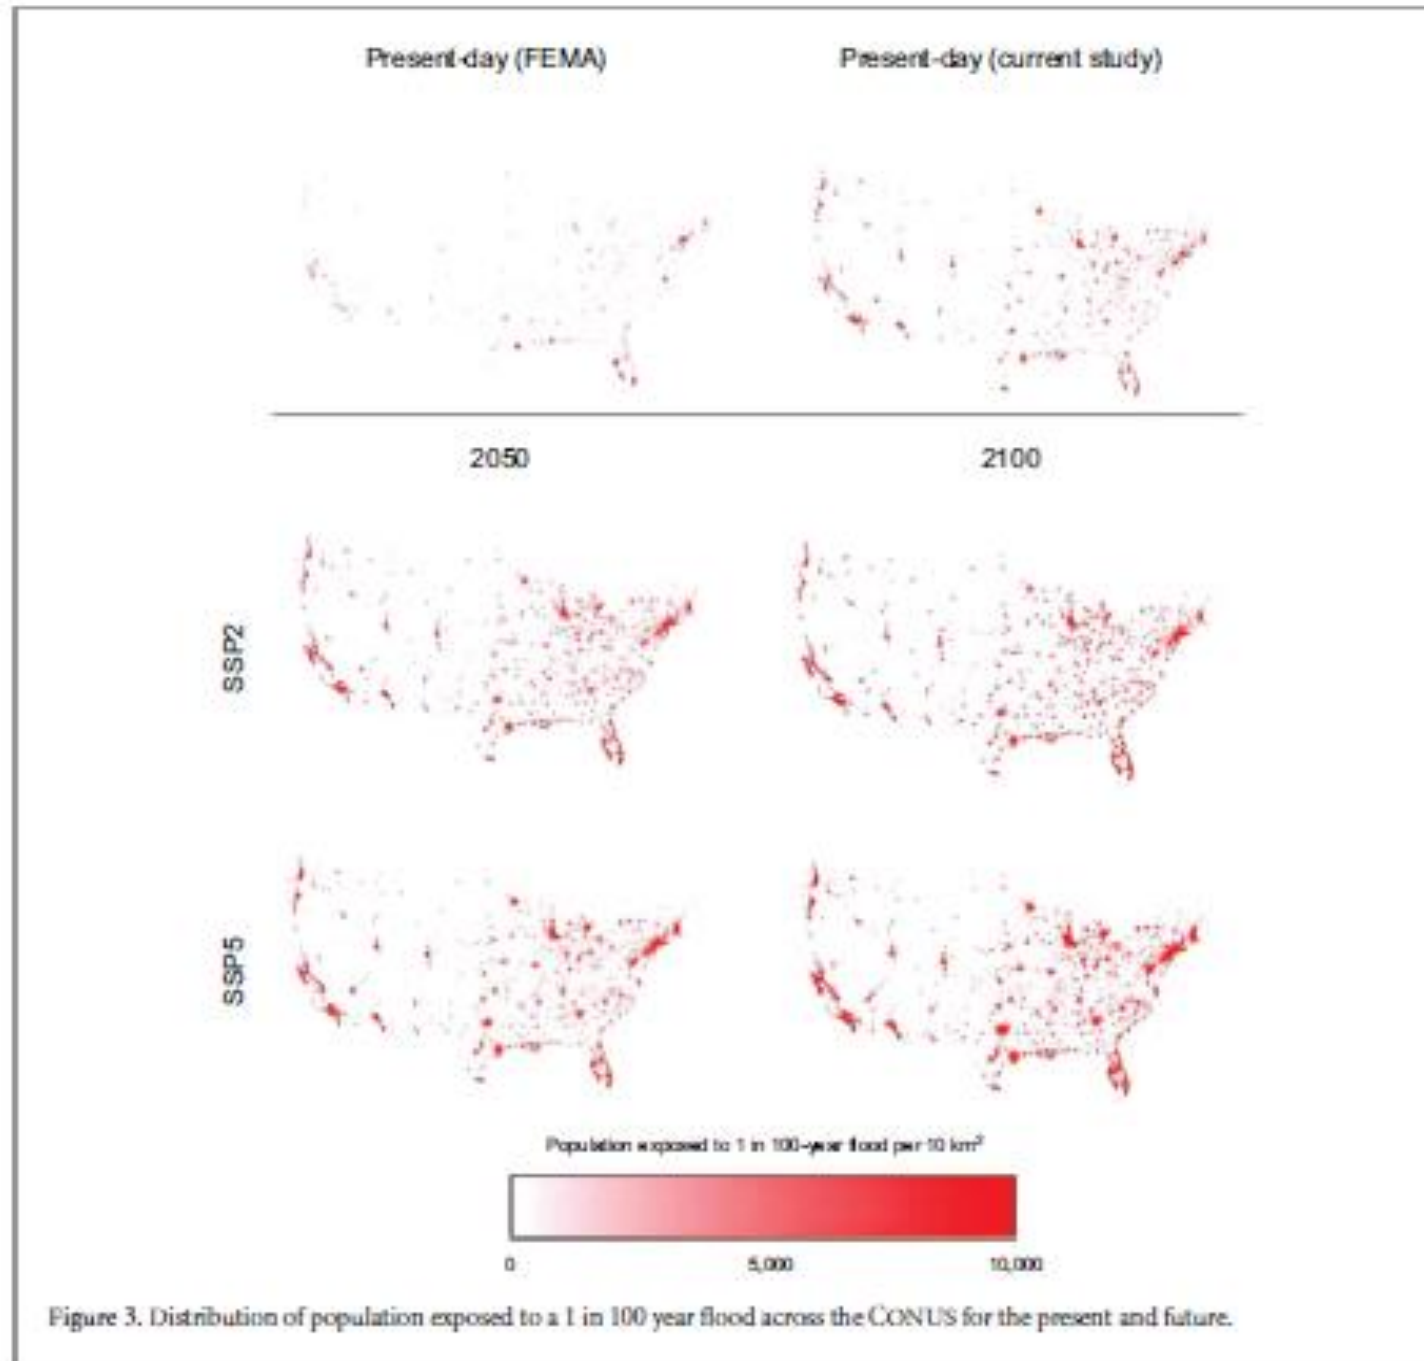 Present-day (FEMA)
Present-day (current study)
2050
2100
SSP2
SSP5
Population exposed to 1 in 100-year flood per 10 km²
0
5,000
10,000
Figure 3. Distribution of population exposed to a 1 in 100 year flood across the CONUS for the present and future.